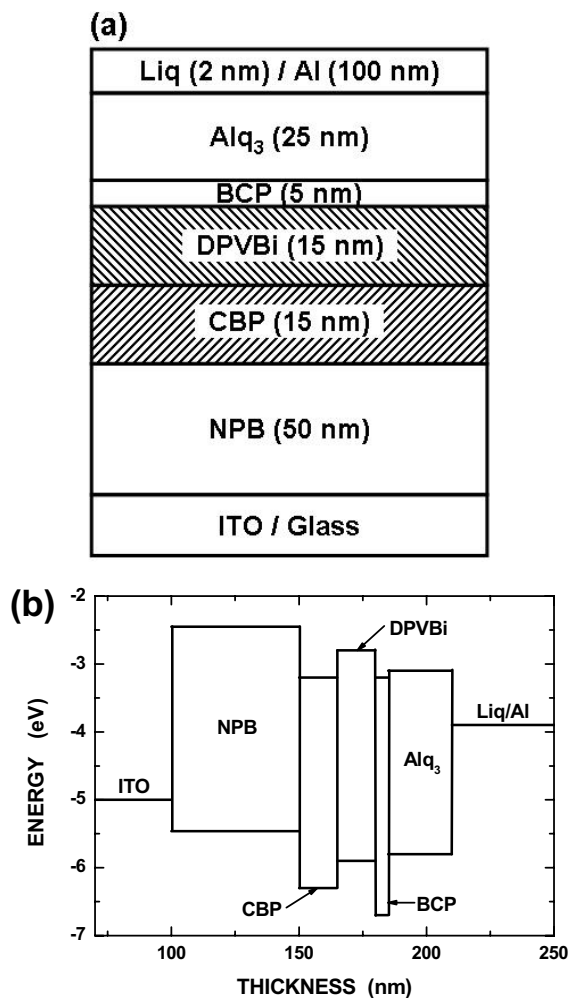 (a)
Liq (2 nm) / Al (100 nm)
Alq₃ (25 nm)
BCP (5 nm)
DPVBi (15 nm)
CBP (15 nm)
NPB (50 nm)
ITO / Glass
(b)
-2
-3
-4
-5
-6
-7
ENERGY (eV)
DPVBi
NPB
Liq/Al
ITO
Alq₃
CBP
BCP
100
150
200
250
THICKNESS (nm)